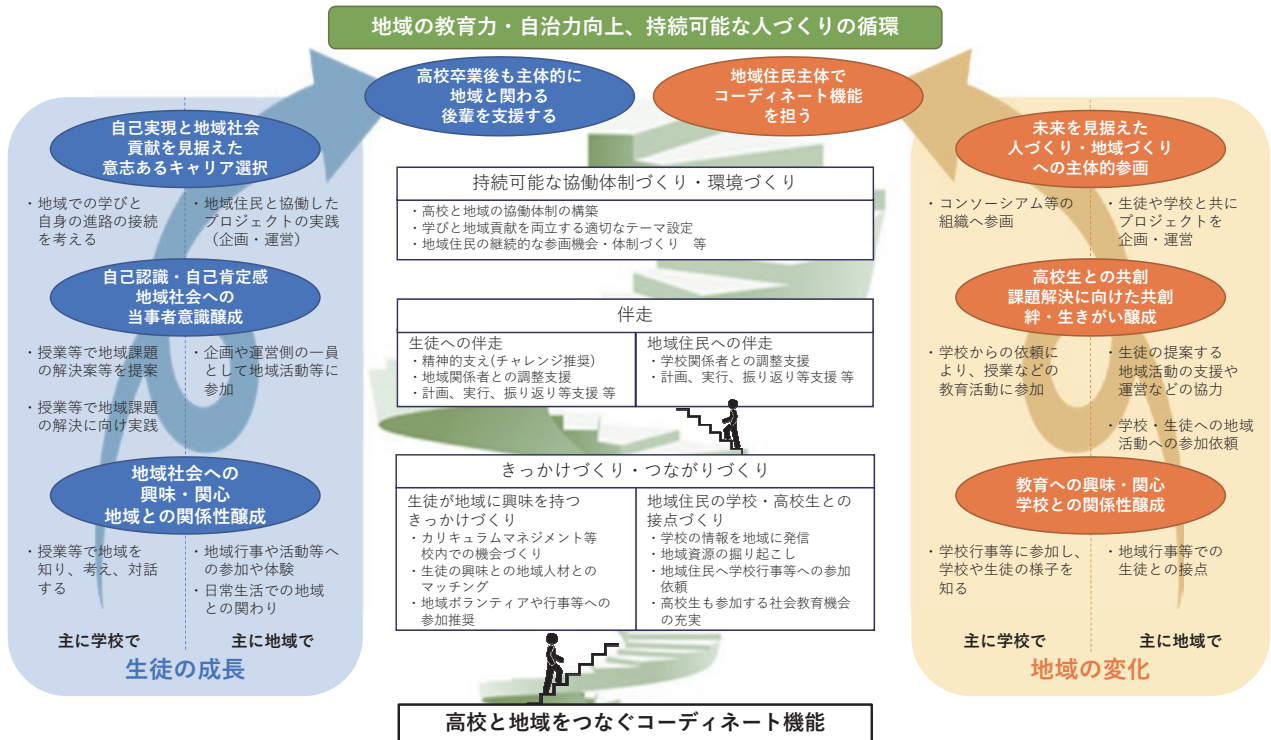 地域の教育力・自治力向上、持続可能な人づくりの循環
高校卒業後も主体的に
地域と関わる
後輩を支援する
地域住民主体で
コーディネート機能
を担う
自己実現と地域社会
貢献を見据えた
意志あるキャリア選択
・地域での学びと
自身の進路の接続
を考える
・地域住民と協働した
プロジェクトの実践
（企画・運営）
自己認識・自己肯定感
地域社会への
当事者意識醸成
・授業等で地域課題
の解決案等を提案
・授業等で地域課題
の解決に向け実践
・企画や運営側の一員
として地域活動等に
参加
地域社会への
興味・関心
地域との関係性醸成
・授業等で地域を
知り、考え、対話
する
・地域行事や活動等へ
の参加や体験
・日常生活での地域
との関わり
主に学校で
主に地域で
生徒の成長
持続可能な協働体制づくり・環境づくり
・高校と地域の協働体制の構築
・学びと地域貢献を両立する適切なテーマ設定
・地域住民の継続的な参画機会・体制づくり 等
伴走
生徒への伴走
・精神的支え(チャレンジ推奨)
・地域関係者との調整支援
・計画、実行、振り返り等支援 等
地域住民への伴走
・学校関係者との調整支援
・計画、実行、振り返り等支援 等
きっかけづくり・つながりづくり
生徒が地域に興味を持つ
きっかけづくり
・カリキュラムマネジメント等
校内での機会づくり
・生徒の興味との地域人材との
マッチング
・地域ボランティアや行事等への
参加推奨
地域住民の学校・高校生との
接点づくり
・学校の情報を地域に発信
・地域資源の掘り起こし
・地域住民へ学校行事等への参加
依頼
・高校生も参加する社会教育機会
の充実
高校と地域をつなぐコーディネート機能
未来を見据えた
人づくり・地域づくり
への主体的参画
・コンソーシアム等の
組織へ参画
・生徒や学校と共に
プロジェクトを
企画・運営
高校生との共創
課題解決に向けた共創
絆・生きがい醸成
・学校からの依頼に
より、授業などの
教育活動に参加
・生徒の提案する
地域活動の支援や
運営などの協力
・学校・生徒への地域
活動への参加依頼
教育への興味・関心
学校との関係性醸成
・学校行事等に参加し、
学校や生徒の様子を
知る
・地域行事等での
生徒との接点
主に学校で
主に地域で
地域の変化